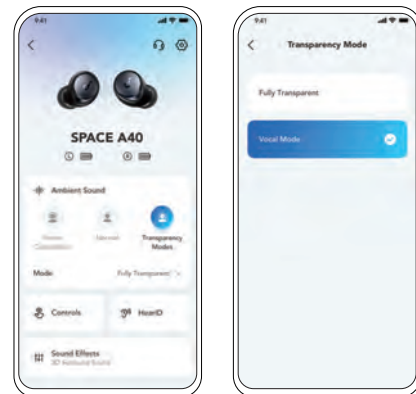 9:41
SPACE A40
L
R
Ambient Sound
Noise
Cancellation
Normal
Transparency
Modes
Mode
Fully Transparent
Controls
HearID
Sound Effects
3D Surround Sound
9:41
Transparency Mode
Fully Transparent
Vocal Mode